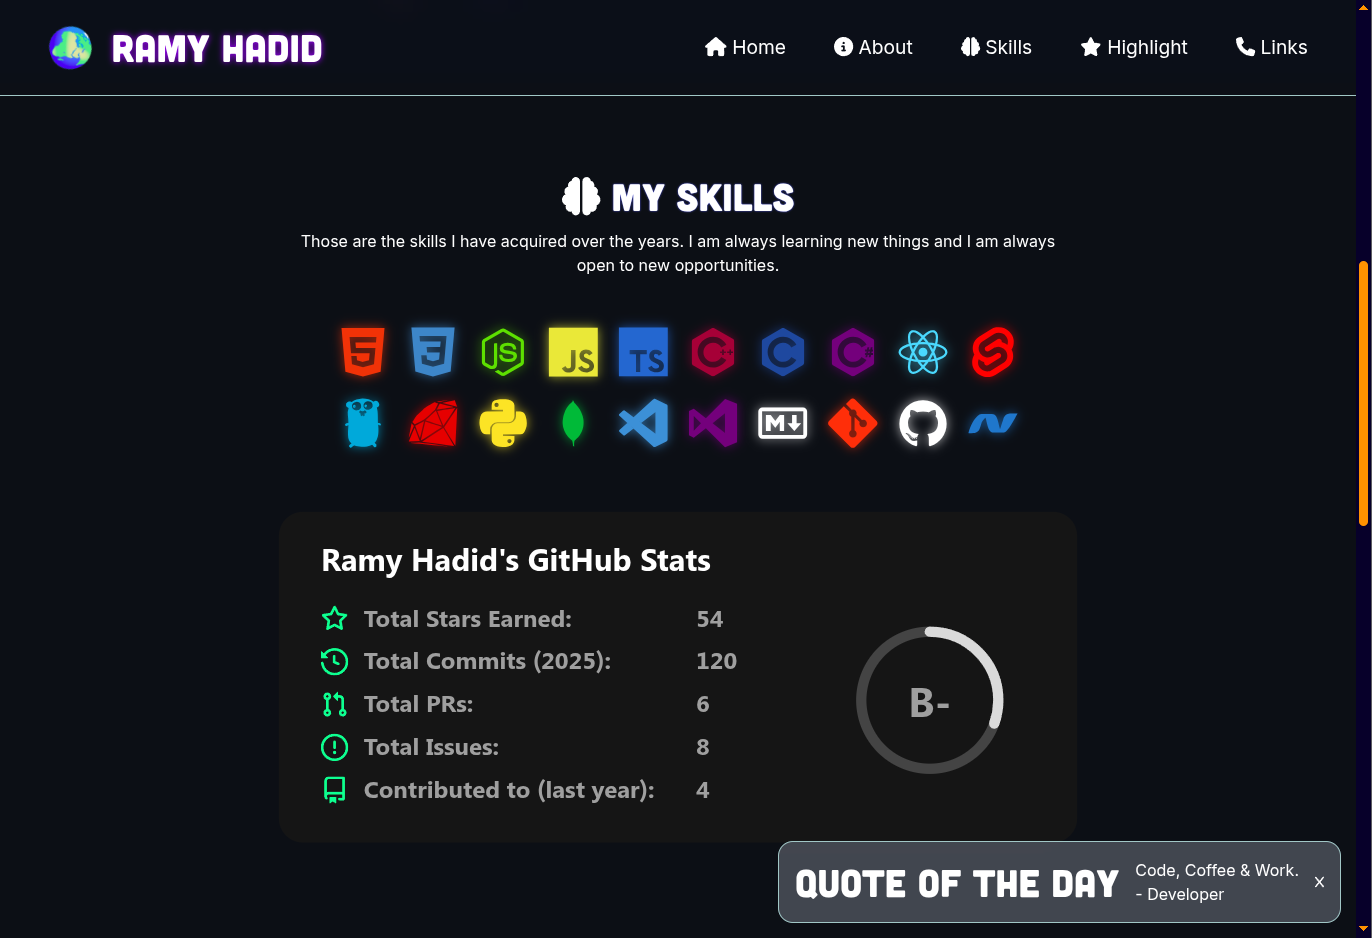 RAMY HADID
Home
About
Skills
Highlight
Links
MY SKILLS
Those are the skills I have acquired over the years. I am always learning new things and I am always
open to new opportunities.
5
3
JS
JS
TS
C++
C
C#
S
M
Ramy Hadid's GitHub Stats
Total Stars Earned: 54
Total Commits (2025): 120
Total PRs: 6
Total Issues: 8
Contributed to (last year): 4
B-
QUOTE OF THE DAY
Code, Coffee & Work.
- Developer
X